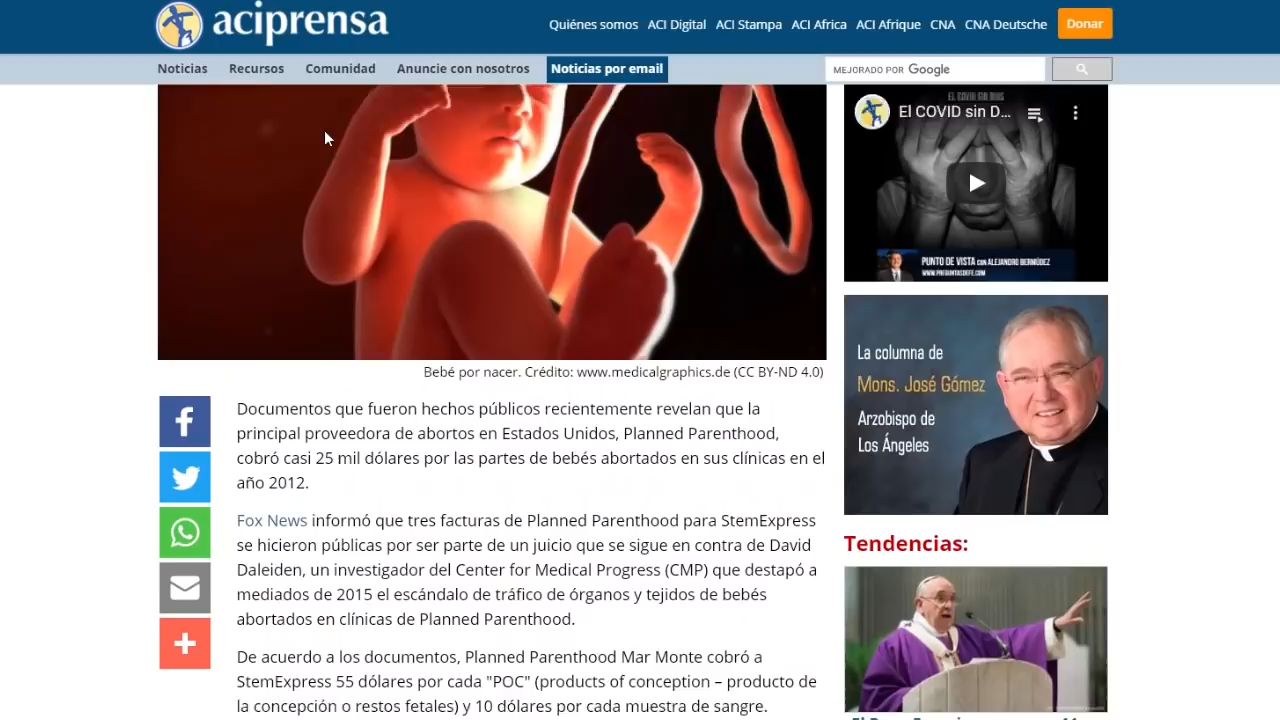 aciprensa
Quiénes somos ACI Digital ACI Stampa ACI Africa ACI Afrique CNA CNA Deutsche Donar
Noticias Recursos Comunidad Anuncie con nosotros Noticias por email
MEJORADO POR Google
EL COVID SIN DIOS
El COVID sin D...
PUNTO DE VISTA CON ALEJANDRO BERMÚDEZ
WWW.PREGUNTASDEFE.COM
Bebé por nacer. Crédito: www.medicalgraphics.de (CC BY-ND 4.0)
Documentos que fueron hechos públicos recientemente revelan que la
principal proveedora de abortos en Estados Unidos, Planned Parenthood,
cobró casi 25 mil dólares por las partes de bebés abortados en sus clínicas en el
año 2012.
Fox News informó que tres facturas de Planned Parenthood para StemExpress
se hicieron públicas por ser parte de un juicio que se sigue en contra de David
Daleiden, un investigador del Center for Medical Progress (CMP) que destapó a
mediados de 2015 el escándalo de tráfico de órganos y tejidos de bebés
abortados en clínicas de Planned Parenthood.
De acuerdo a los documentos, Planned Parenthood Mar Monte cobró a
StemExpress 55 dólares por cada "POC" (products of conception – producto de
la concepción o restos fetales) y 10 dólares por cada muestra de sangre.
La columna de
Mons. José Gómez
Arzobispo de
Los Ángeles
Tendencias: